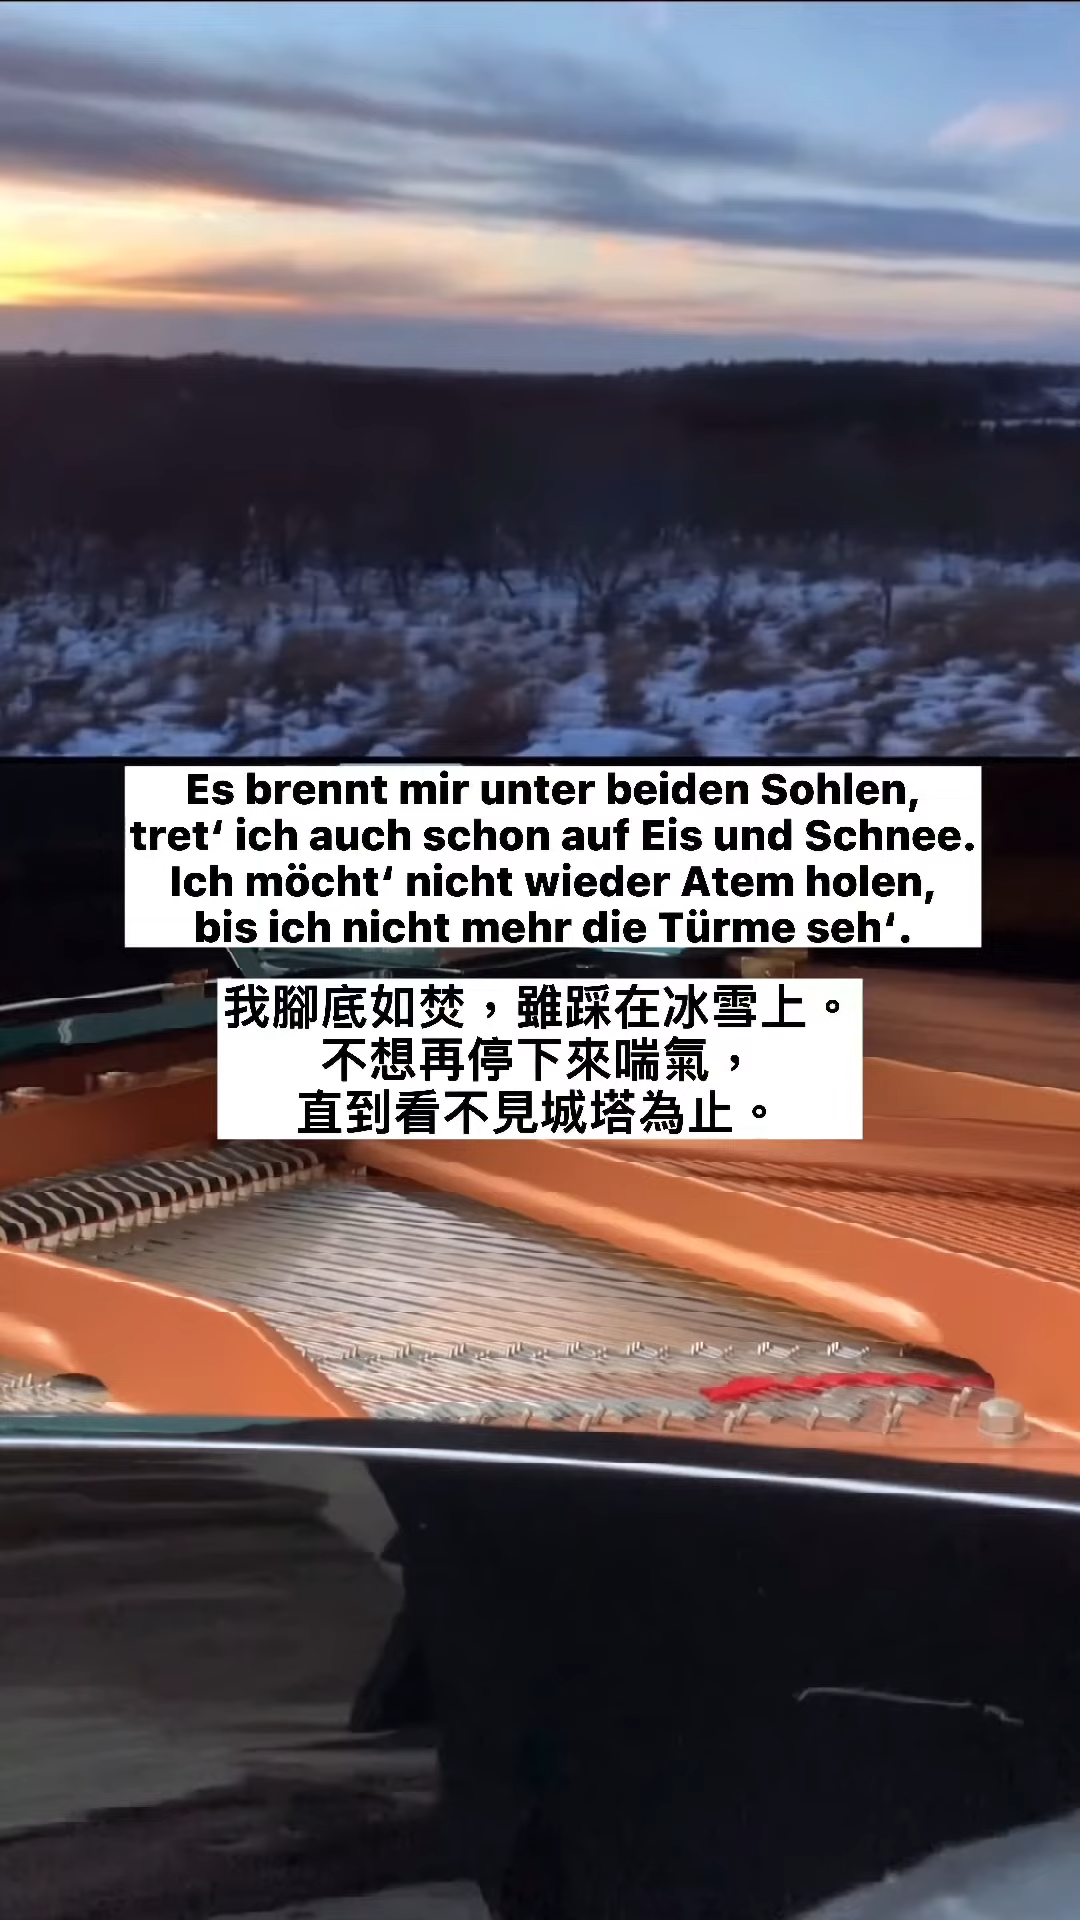 Es brennt mir unter beiden Sohlen,
tret‘ ich auch schon auf Eis und Schnee.
Ich möcht‘ nicht wieder Atem holen,
bis ich nicht mehr die Türme seh‘.
我腳底如焚，雖踩在冰雪上。
不想再停下來喘氣，
直到看不見城塔為止。